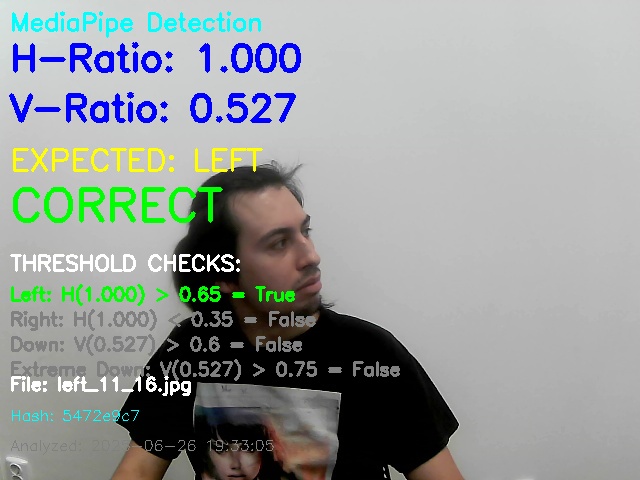 MediaPipe Detection
H-Ratio: 1.000
V-Ratio: 0.527
EXPECTED: LEFT
CORRECT
THRESHOLD CHECKS:
Left: H(1.000) > 0.65 = True
Right: H(1.000) < 0.35 = False
Down: V(0.527) > 0.6 = False
Extreme Down: V(0.527) > 0.75 = False
File: left_11_16.jpg
Hash: 5472e9c7
Analyzed: -06-26 19:33:05